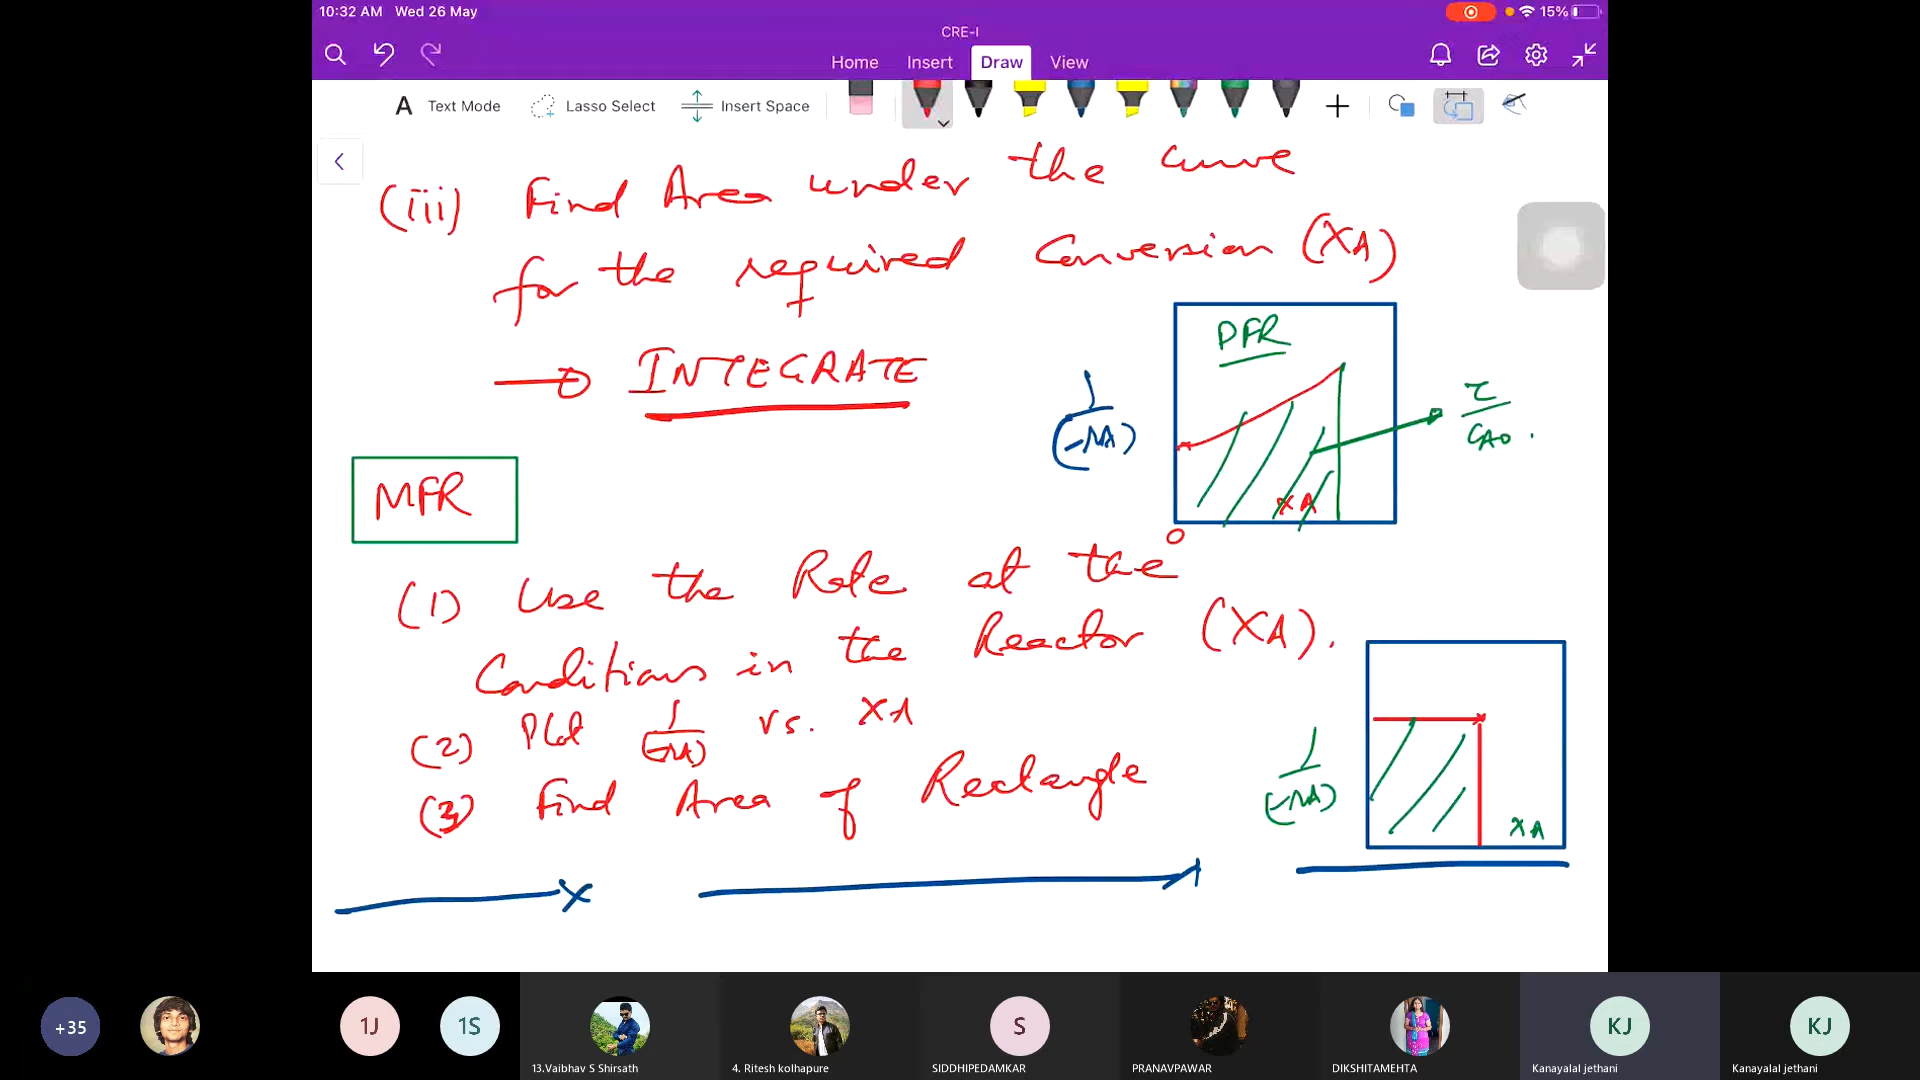 10:32 AM Wed 26 May
15%
CRE-I
Home Insert Draw View
A Text Mode Lasso Select Insert Space
(iii) Find Area under the curve
for the required Conversion (XA)
→ INTEGRATE
PFR
1/(-rA)
τ/CAO.
XA
0
MFR
(1) Use the Rate at the
Conditions in the Reactor (XA).
(2) Plot 1/(-rA) vs. XA
(3) Find Area of Rectangle
1/(-rA)
XA
+35
1J
1S
13.Vaibhav S Shirsath
4. Ritesh kolhapure
S
SIDDHIPEDAMKAR
PRANAVPAWAR
DIKSHITAMEHTA
KJ
Kanayalal jethani
KJ
Kanayalal jethani